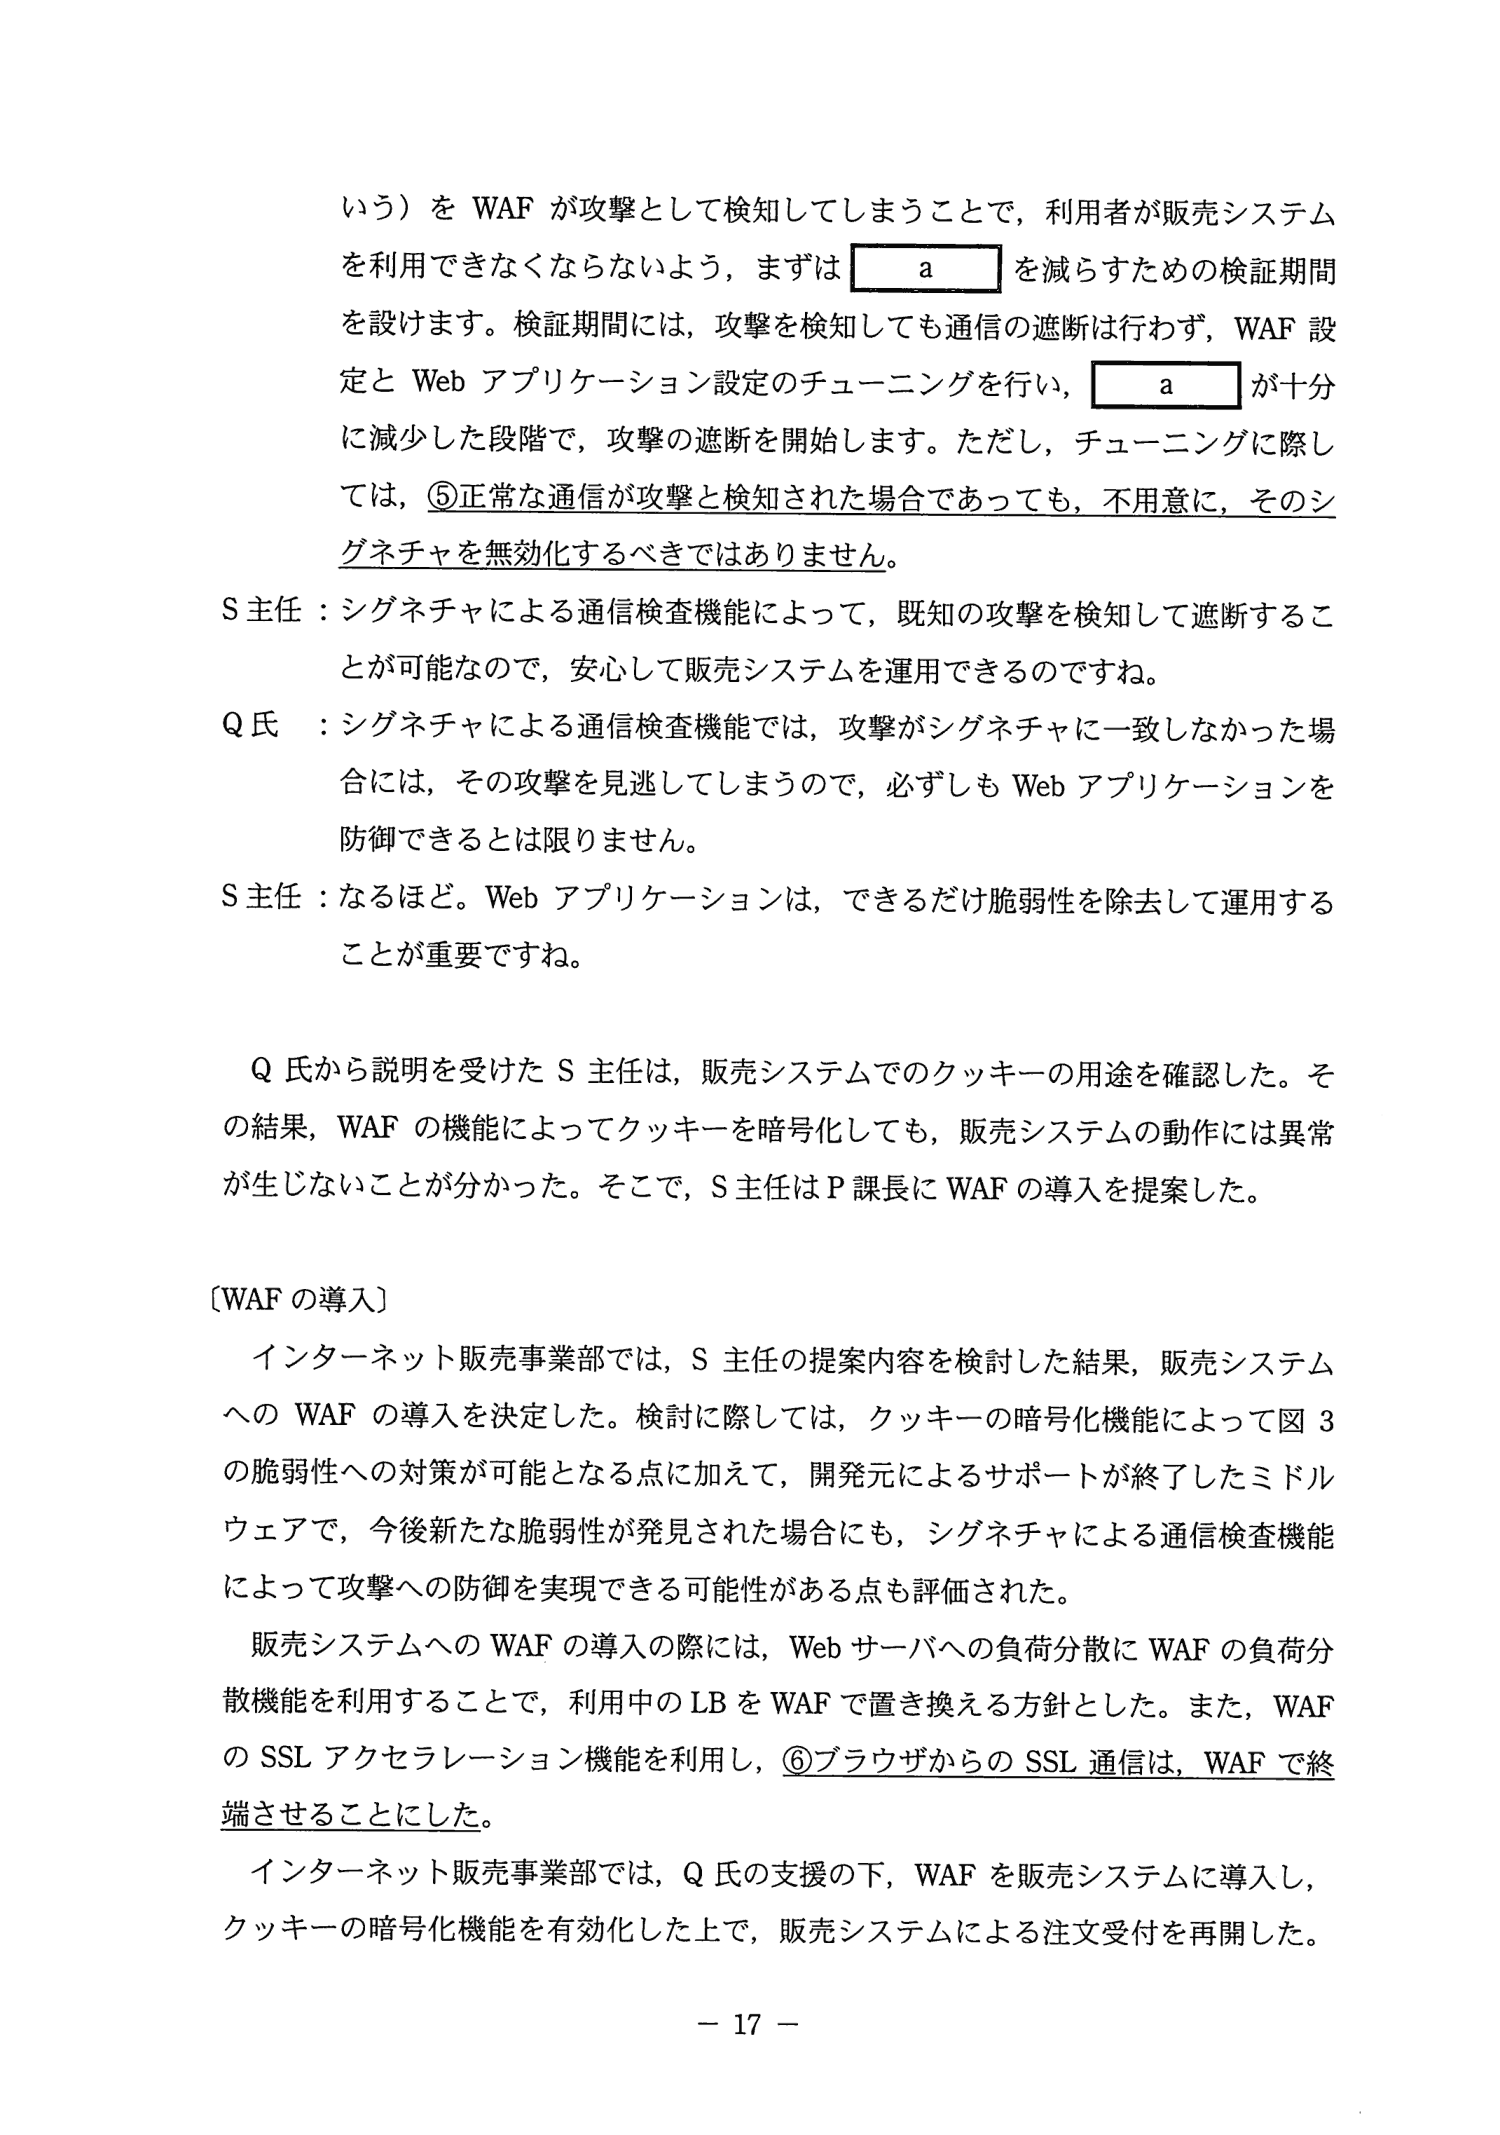 いう）を WAF が攻撃として検知してしまうことで，利用者が販売システム
を利用できなくならないよう，まずは a を減らすための検証期間
を設けます。検証期間には，攻撃を検知しても通信の遮断は行わず，WAF 設
定と Web アプリケーション設定のチューニングを行い， a が十分
に減少した段階で，攻撃の遮断を開始します。ただし，チューニングに際し
ては，⑤正常な通信が攻撃と検知された場合であっても，不用意に，そのシ
グネチャを無効化するべきではありません。
S 主任 ：シグネチャによる通信検査機能によって，既知の攻撃を検知して遮断するこ
とが可能なので，安心して販売システムを運用できるのですね。
Q 氏 ：シグネチャによる通信検査機能では，攻撃がシグネチャに一致しなかった場
合には，その攻撃を見逃してしまうので，必ずしも Web アプリケーションを
防御できるとは限りません。
S 主任 ：なるほど。Web アプリケーションは，できるだけ脆弱性を除去して運用する
ことが重要ですね。
Q 氏から説明を受けた S 主任は，販売システムでのクッキーの用途を確認した。そ
の結果，WAF の機能によってクッキーを暗号化しても，販売システムの動作には異常
が生じないことが分かった。そこで，S 主任は P 課長に WAF の導入を提案した。
〔WAF の導入〕
インターネット販売事業部では，S 主任の提案内容を検討した結果，販売システム
への WAF の導入を決定した。検討に際しては，クッキーの暗号化機能によって図 3
の脆弱性への対策が可能となる点に加えて，開発元によるサポートが終了したミドル
ウェアで，今後新たな脆弱性が発見された場合にも，シグネチャによる通信検査機能
によって攻撃への防御を実現できる可能性がある点も評価された。
販売システムへの WAF の導入の際には，Web サーバへの負荷分散に WAF の負荷分
散機能を利用することで，利用中の LB を WAF で置き換える方針とした。また，WAF
の SSL アクセラレーション機能を利用し，⑥ブラウザからの SSL 通信は，WAF で終
端させることにした。
インターネット販売事業部では，Q 氏の支援の下，WAF を販売システムに導入し，
クッキーの暗号化機能を有効化した上で，販売システムによる注文受付を再開した。
－ 17 －